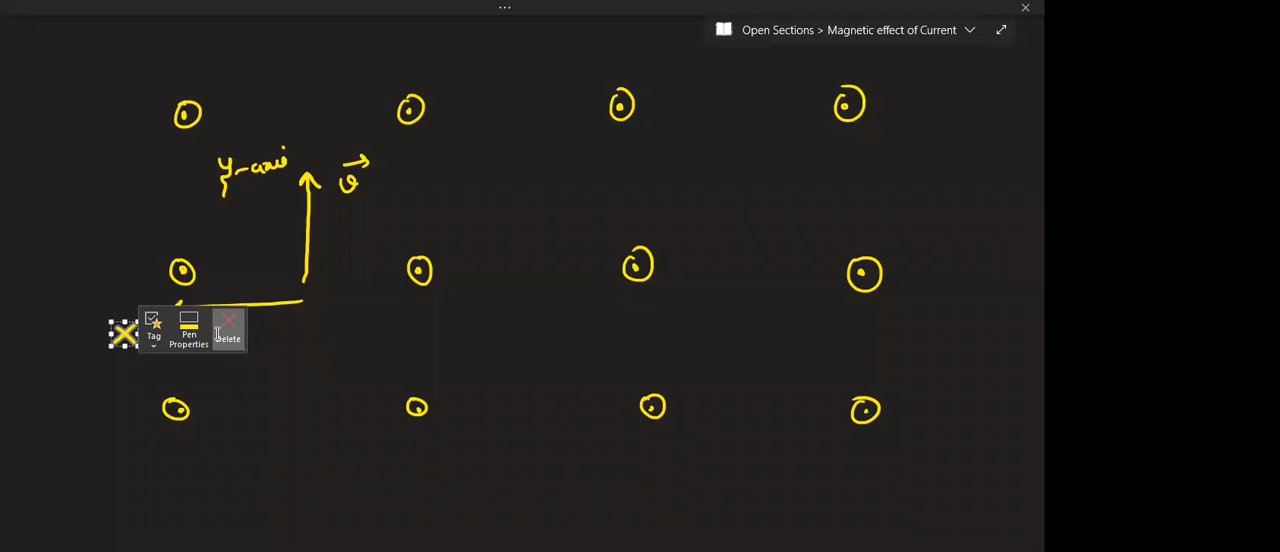 ...
Open Sections > Magnetic effect of Current
y-axis
v
Tag
Pen
Properties
Delete
x